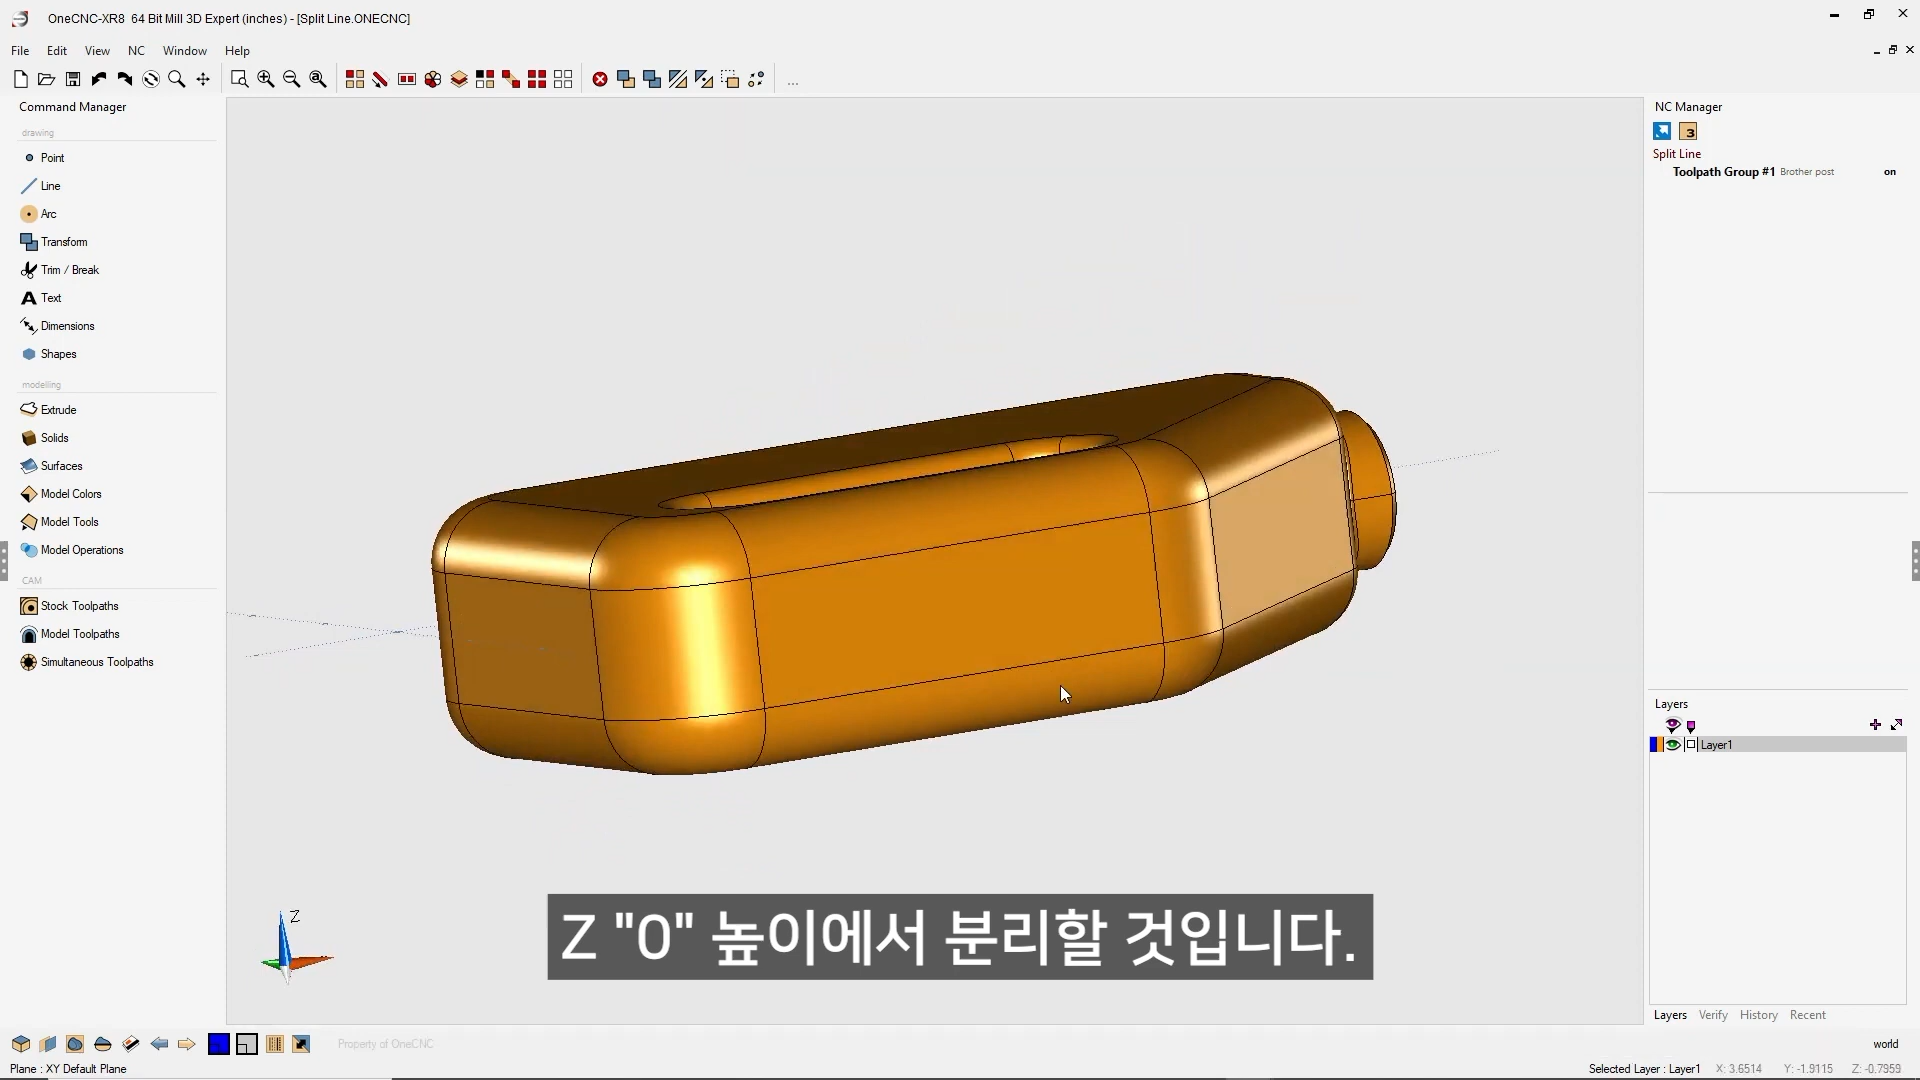 OneCNC-XR8 64 Bit Mill 3D Expert (inches) - [Split Line.ONECNC]
File Edit View NC Window Help
Command Manager
drawing
Point
Line
Arc
Transform
Trim / Break
Text
Dimensions
Shapes
modelling
Extrude
Solids
Surfaces
Model Colors
Model Tools
Model Operations
CAM
Stock Toolpaths
Model Toolpaths
Simultaneous Toolpaths
Z
Z "0" 높이에서 분리할 것입니다.
NC Manager
3
Split Line
Toolpath Group #1 Brother post on
Layers
Layer1
Layers Verify History Recent
Property of OneCNC
world
Plane : XY Default Plane
Selected Layer : Layer1 X: 3.6514 Y: -1.9115 Z: -0.7959